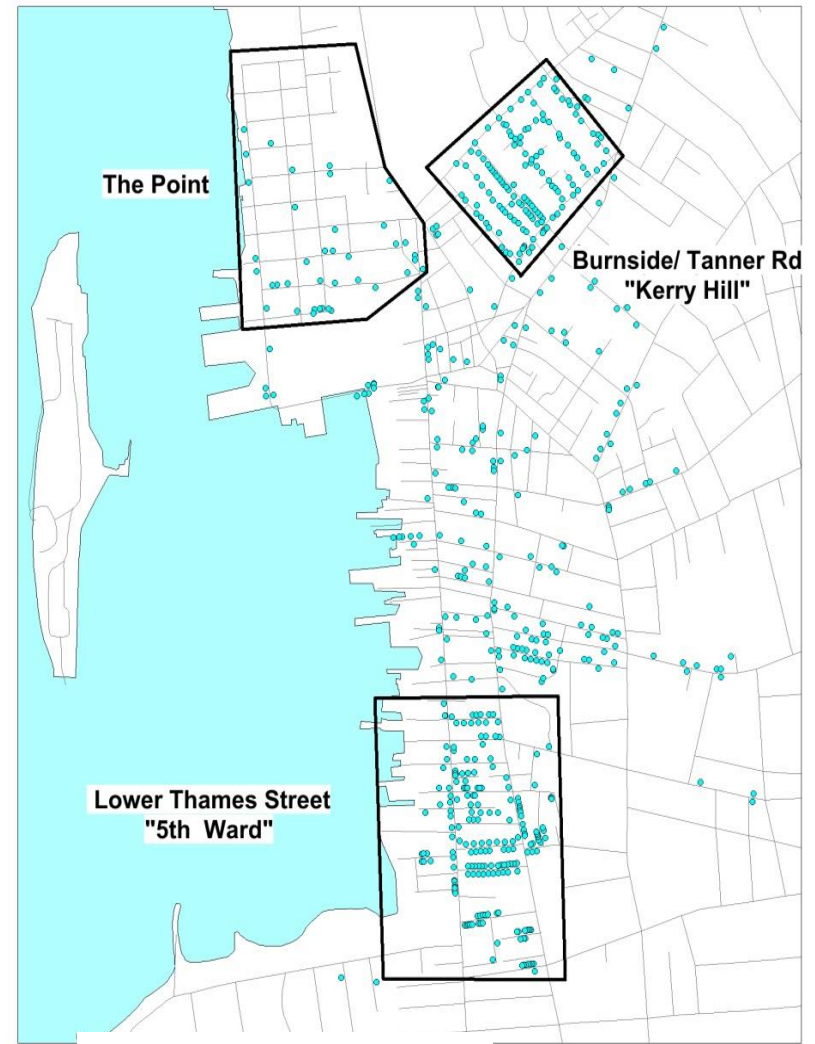 The Point
Burnside/ Tanner Rd
"Kerry Hill"
Lower Thames Street
"5th Ward"